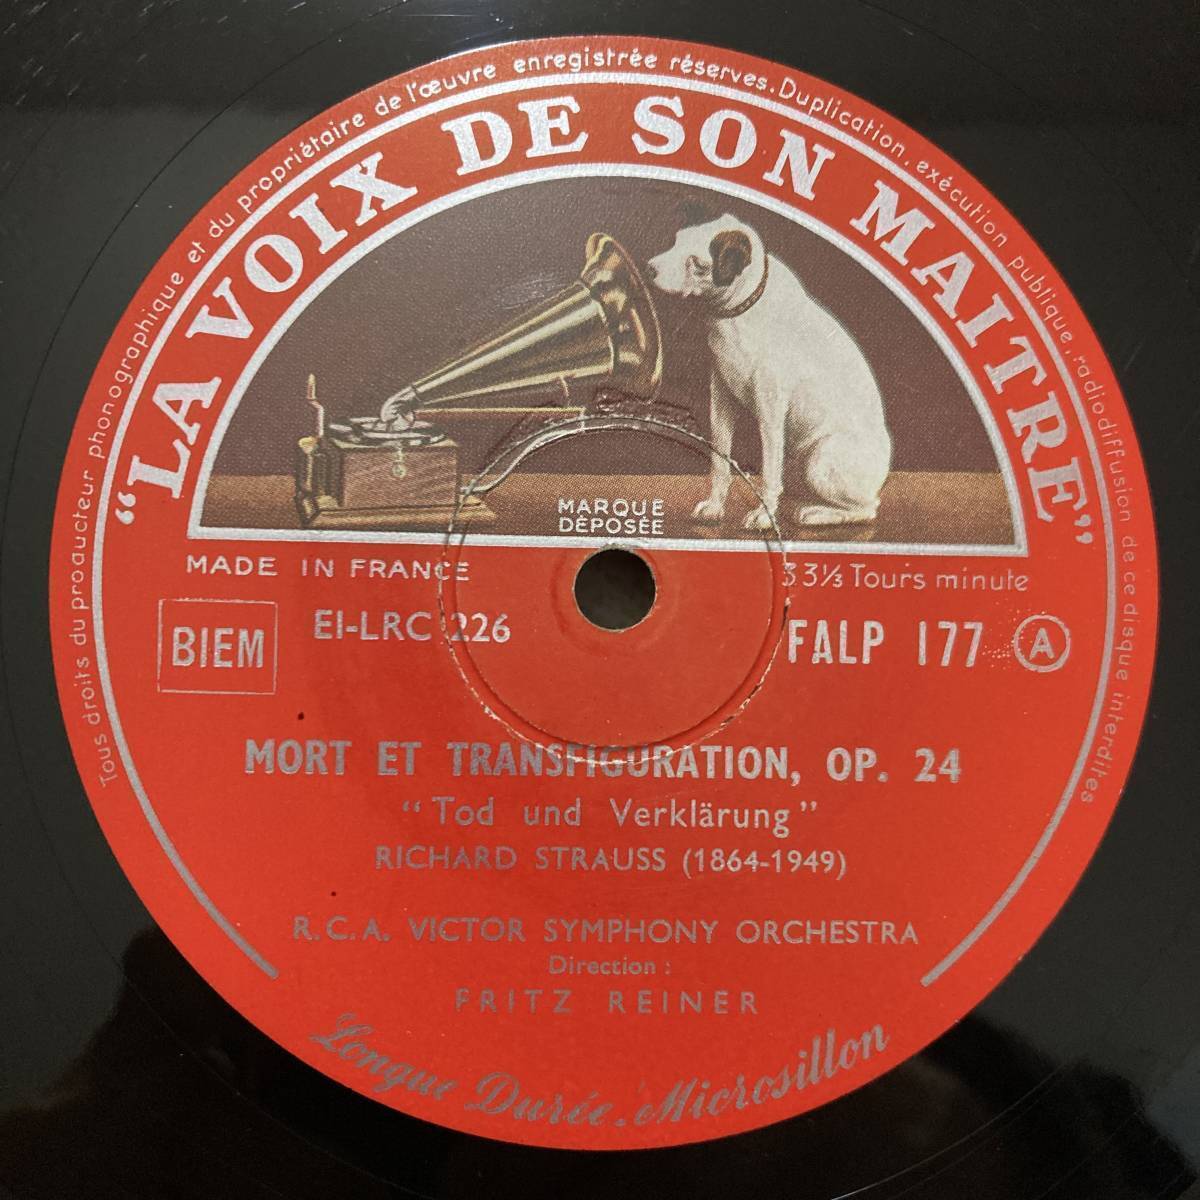 Tous droits du producteur phonographique et du propriétaire de l'œuvre enregistrée réservés. Duplication, exécution publique, radiodiffusion de ce disque interdites
"LA VOIX DE SON MAITRE"
MARQUE
DÉPOSÉE
MADE IN FRANCE
33⅓ Tours minute
BIEM
EI-LRC 226
FALP 177 A
MORT ET TRANSFIGURATION, OP. 24
"Tod und Verklärung"
RICHARD STRAUSS (1864-1949)
R.C.A. VICTOR SYMPHONY ORCHESTRA
Direction :
FRITZ REINER
Longue Durée. Microsillon